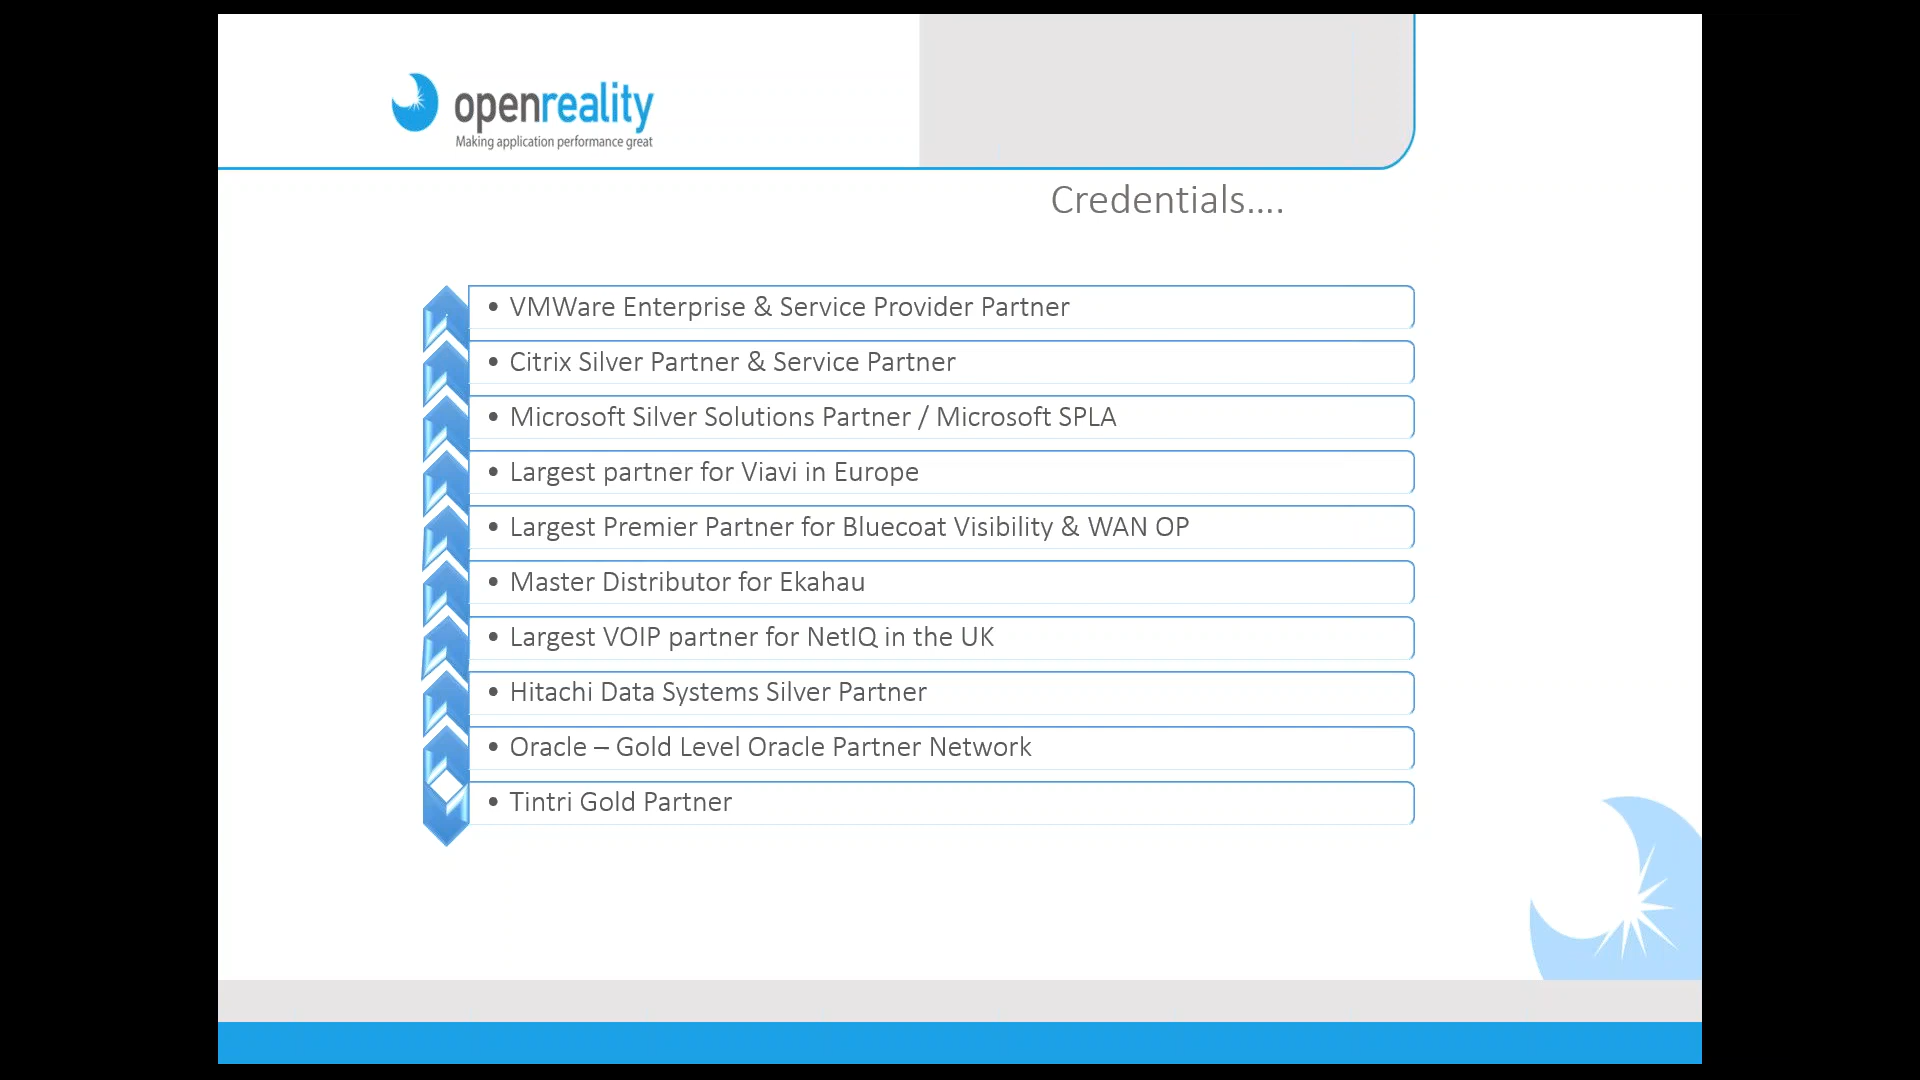 openreality
Making application performance great
Credentials....
• VMWare Enterprise & Service Provider Partner
• Citrix Silver Partner & Service Partner
• Microsoft Silver Solutions Partner / Microsoft SPLA
• Largest partner for Viavi in Europe
• Largest Premier Partner for Bluecoat Visibility & WAN OP
• Master Distributor for Ekahau
• Largest VOIP partner for NetIQ in the UK
• Hitachi Data Systems Silver Partner
• Oracle – Gold Level Oracle Partner Network
• Tintri Gold Partner